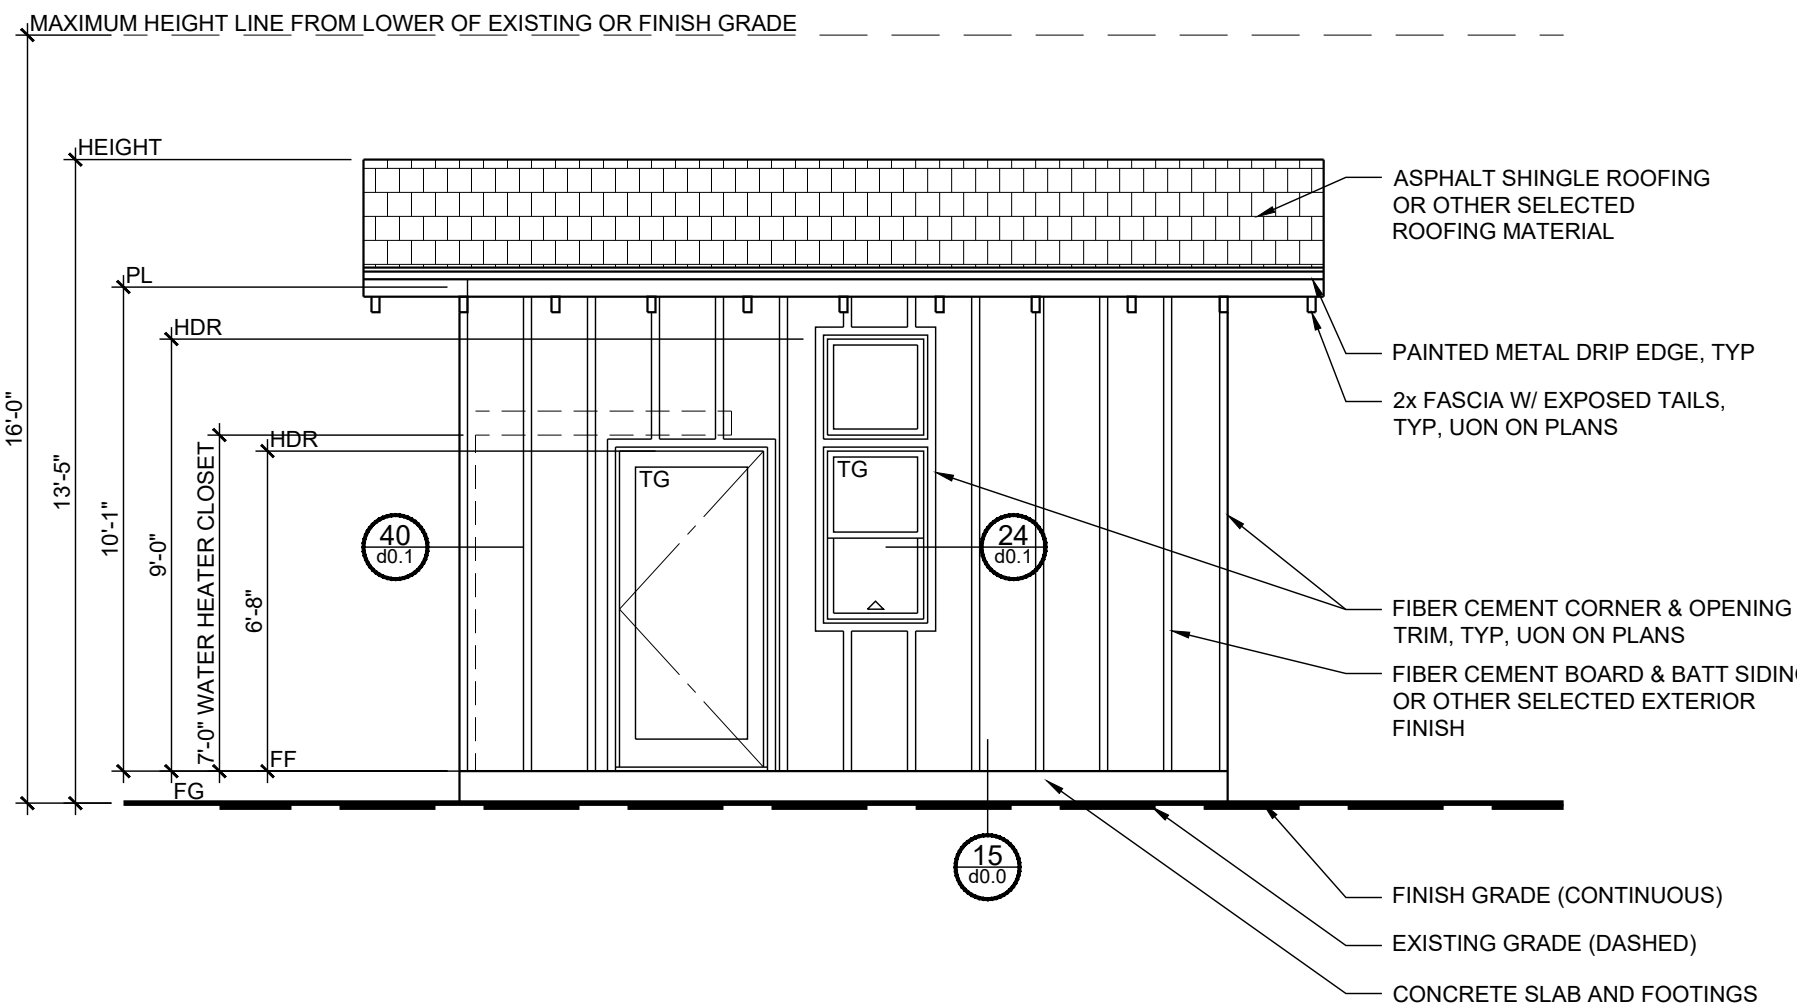 MAXIMUM HEIGHT LINE FROM LOWER OF EXISTING OR FINISH GRADE
HEIGHT
PL
HDR
HDR
FF
FG
16'-0"
13'-5"
10'-1"
9'-0"
7'-0" WATER HEATER CLOSET
6'-8"
TG
TG
40
d0.1
24
d0.1
15
d0.0
ASPHALT SHINGLE ROOFING
OR OTHER SELECTED
ROOFING MATERIAL
PAINTED METAL DRIP EDGE, TYP
2x FASCIA W/ EXPOSED TAILS,
TYP, UON ON PLANS
FIBER CEMENT CORNER & OPENING
TRIM, TYP, UON ON PLANS
FIBER CEMENT BOARD & BATT SIDING
OR OTHER SELECTED EXTERIOR
FINISH
FINISH GRADE (CONTINUOUS)
EXISTING GRADE (DASHED)
CONCRETE SLAB AND FOOTINGS